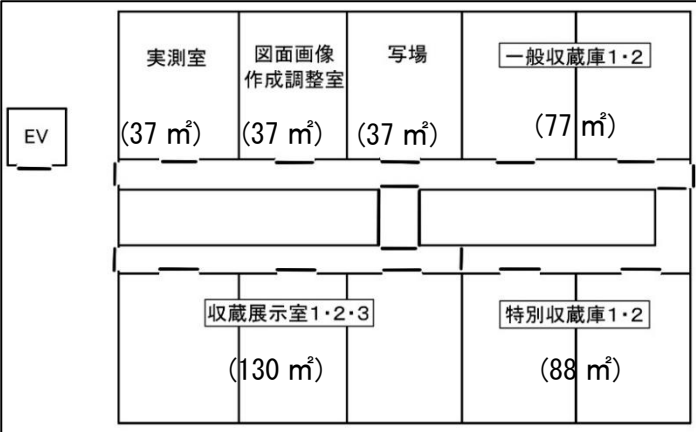 実測室
図面画像
作成調整室
写場
一般収蔵庫1・2
(37 ㎡)
(37 ㎡)
(37 ㎡)
(77 ㎡)
EV
収蔵展示室1・2・3
特別収蔵庫1・2
(130 ㎡)
(88 ㎡)